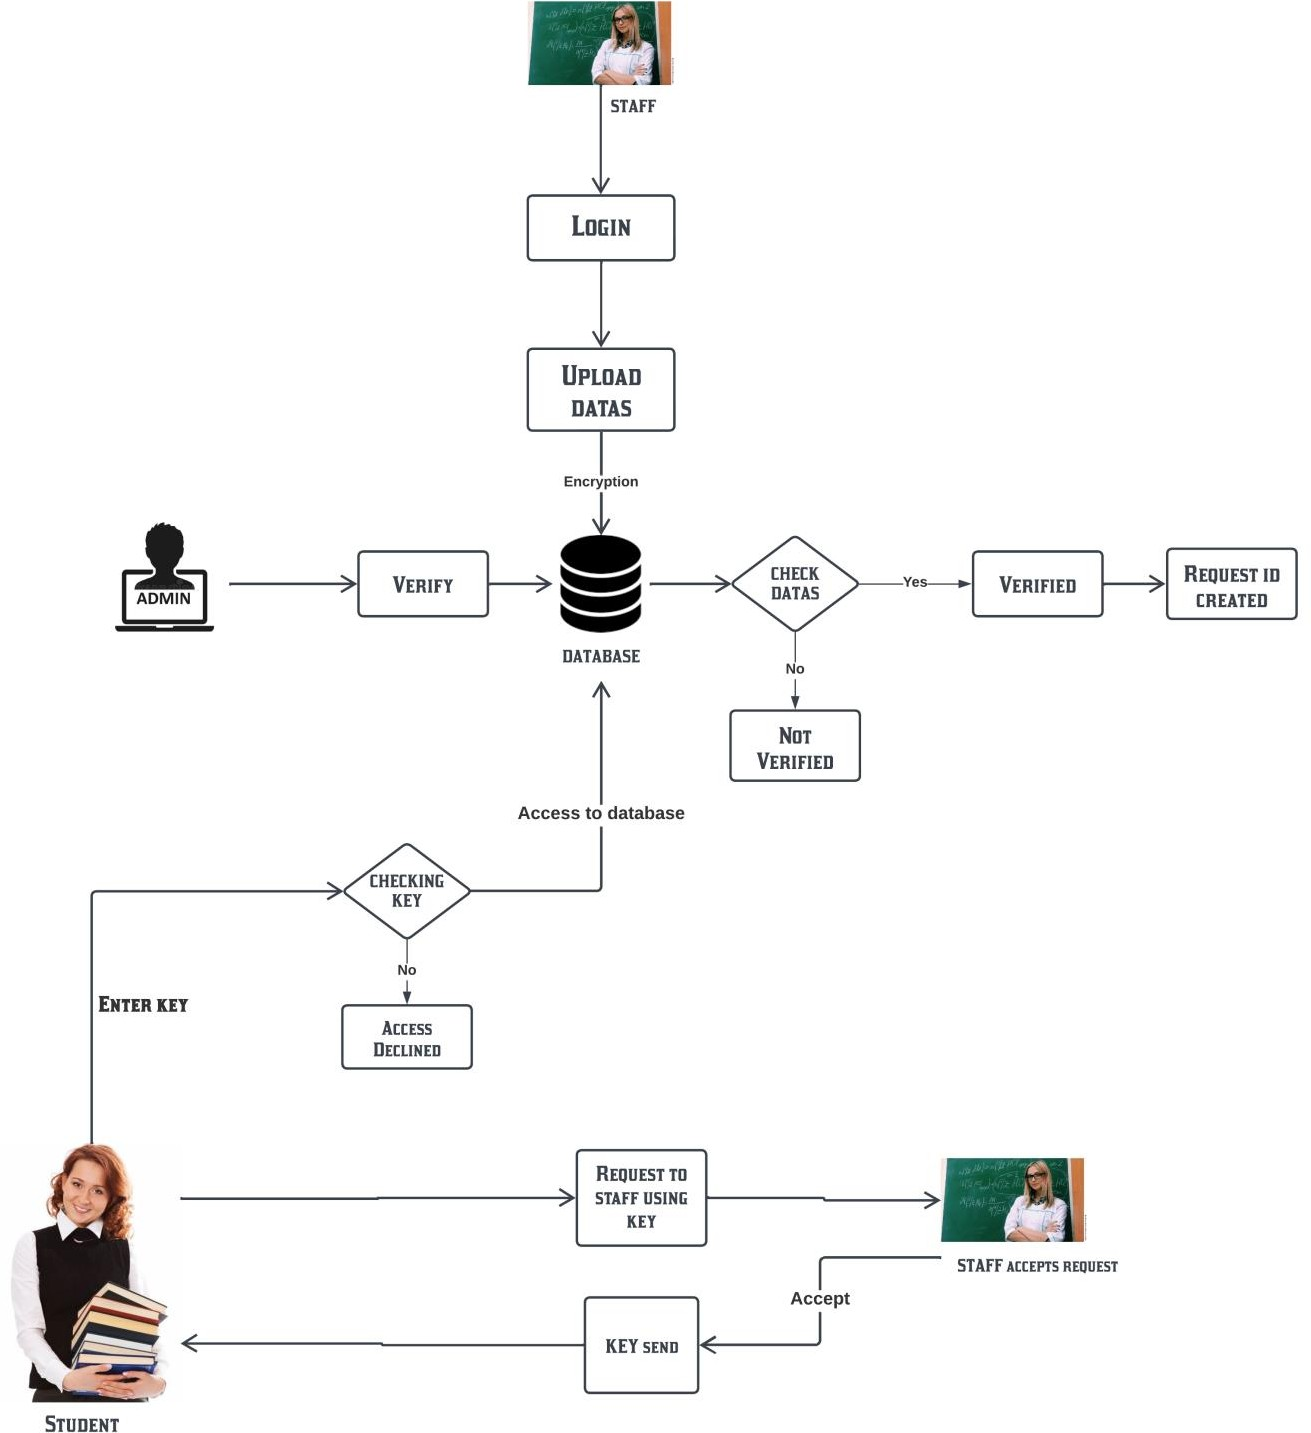 STAFF
LOGIN
UPLOAD
DATAS
Encryption
ADMIN
VERIFY
DATABASE
CHECK
DATAS
Yes
VERIFIED
REQUEST ID
CREATED
No
NOT
VERIFIED
Access to database
CHECKING
KEY
No
ACCESS
DECLINED
ENTER KEY
REQUEST TO
STAFF USING
KEY
STAFF ACCEPTS REQUEST
Accept
KEY SEND
STUDENT